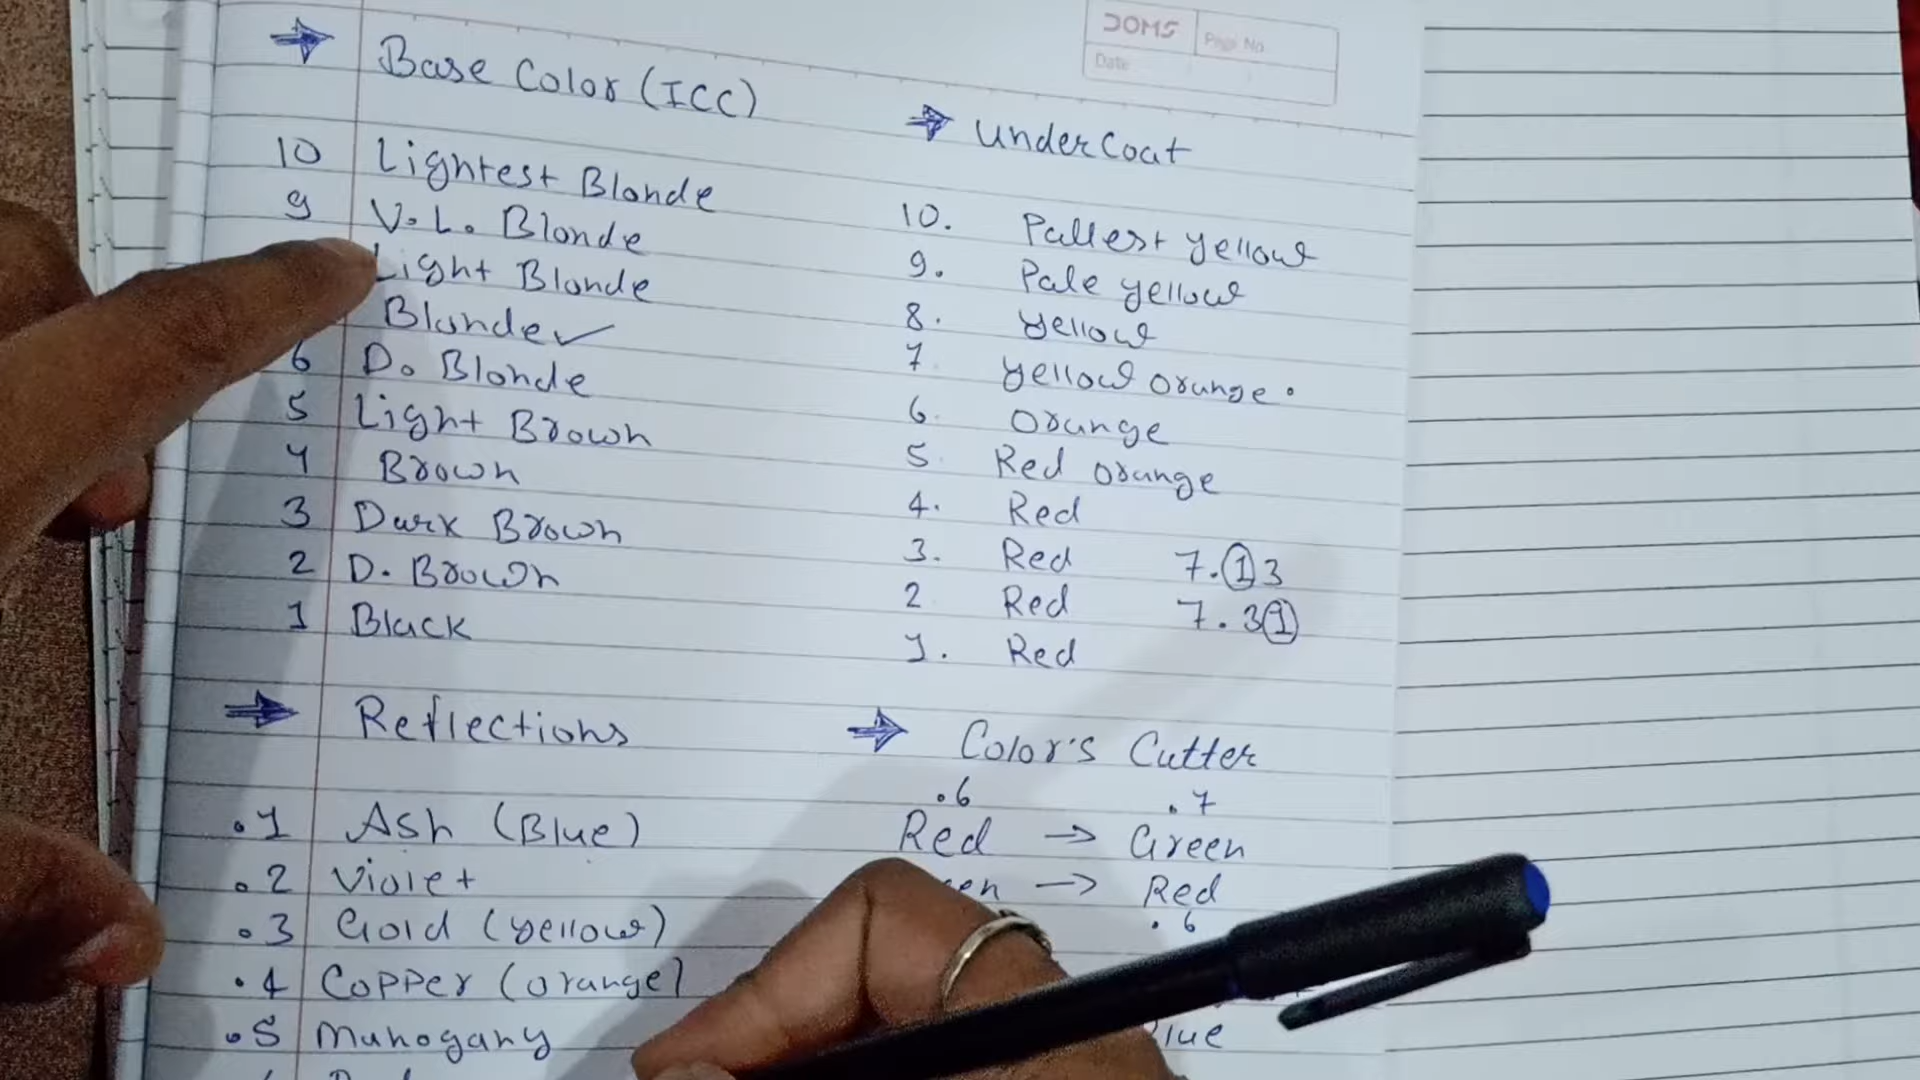 DOMS
Page No.
Date
Base Color (ICC)
10 Lightest Blonde
9 V.L. Blonde
Light Blonde
Blonde ✓
6 D. Blonde
5 Light Brown
4 Brown
3 Dark Brown
2 D. Brown
1 Black
Under Coat
10. Pallest yellow
9. Pale yellow
8. yellow
7 yellow orange.
6. Orange
5. Red orange
4. Red
3. Red 7.13
2 Red 7.31
1. Red
Reflections
.1 Ash (Blue)
.2 Violet
.3 Gold (yellow)
.4 Copper (orange)
.5 Mahogany
Color's Cutter
.6 .7
Red → Green
→ Red
.6